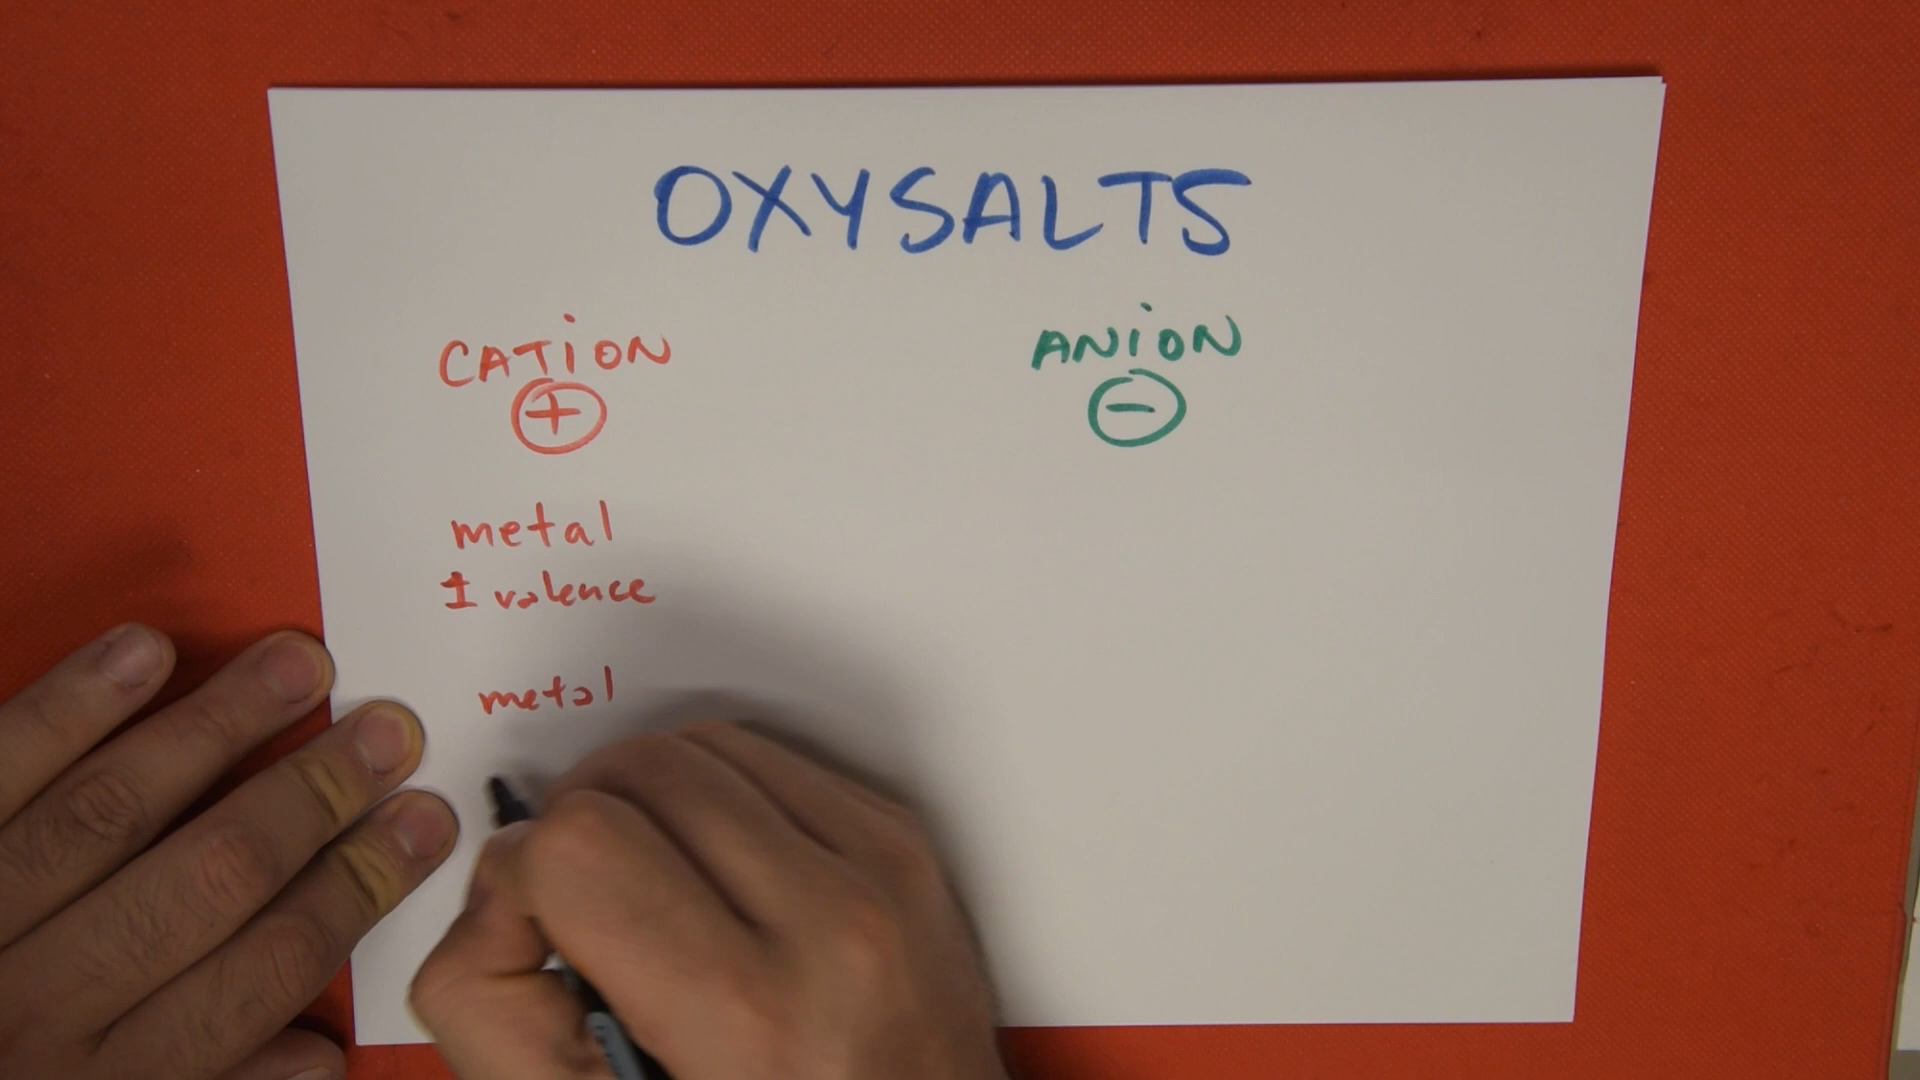 OXYSALTS
CATiON
ANiON
+
-
metal
1 valence
metal